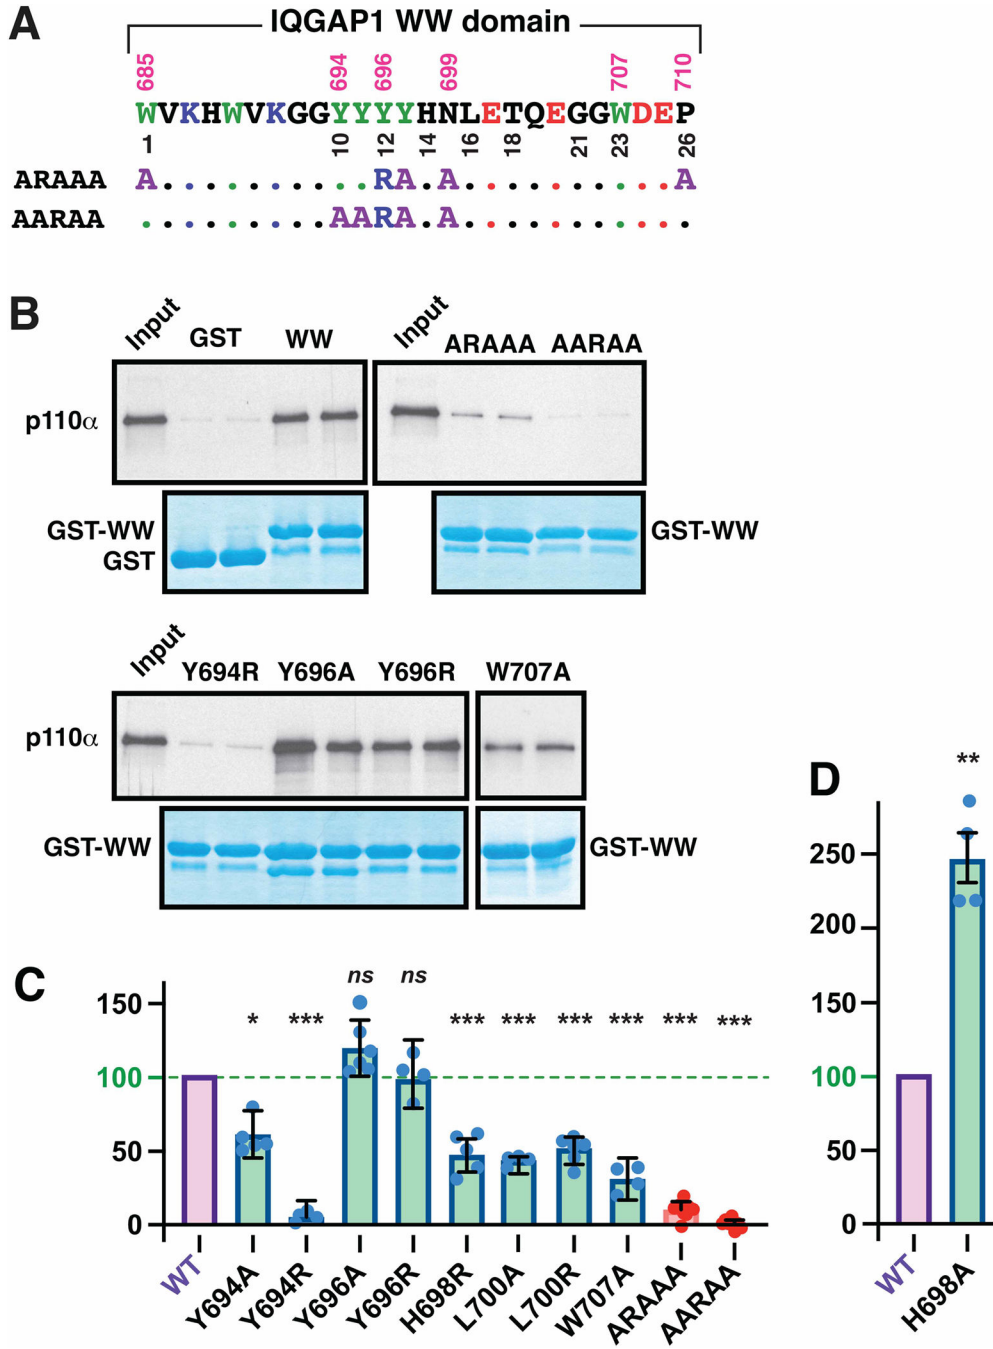 A
IQGAP1 WW domain
685 694 696 699 707 710
WVKHWVKGGYYYYHNLETQEGGWDEP
1 10 12 14 16 18 21 23 26
ARAAA A..........RA.A..........A
AARAA .........AARA.A...........
B
Input GST WW Input ARAAA AARAA
p110α
GST-WW GST-WW
GST
Input Y694R Y696A Y696R W707A
p110α
GST-WW GST-WW
C
ns ns
* *** *** *** *** *** *** ***
150
100
50
0
WT Y694A Y694R Y696A Y696R H698R L700A L700R W707A ARAAA AARAA
D
**
250
200
150
100
50
0
WT H698A